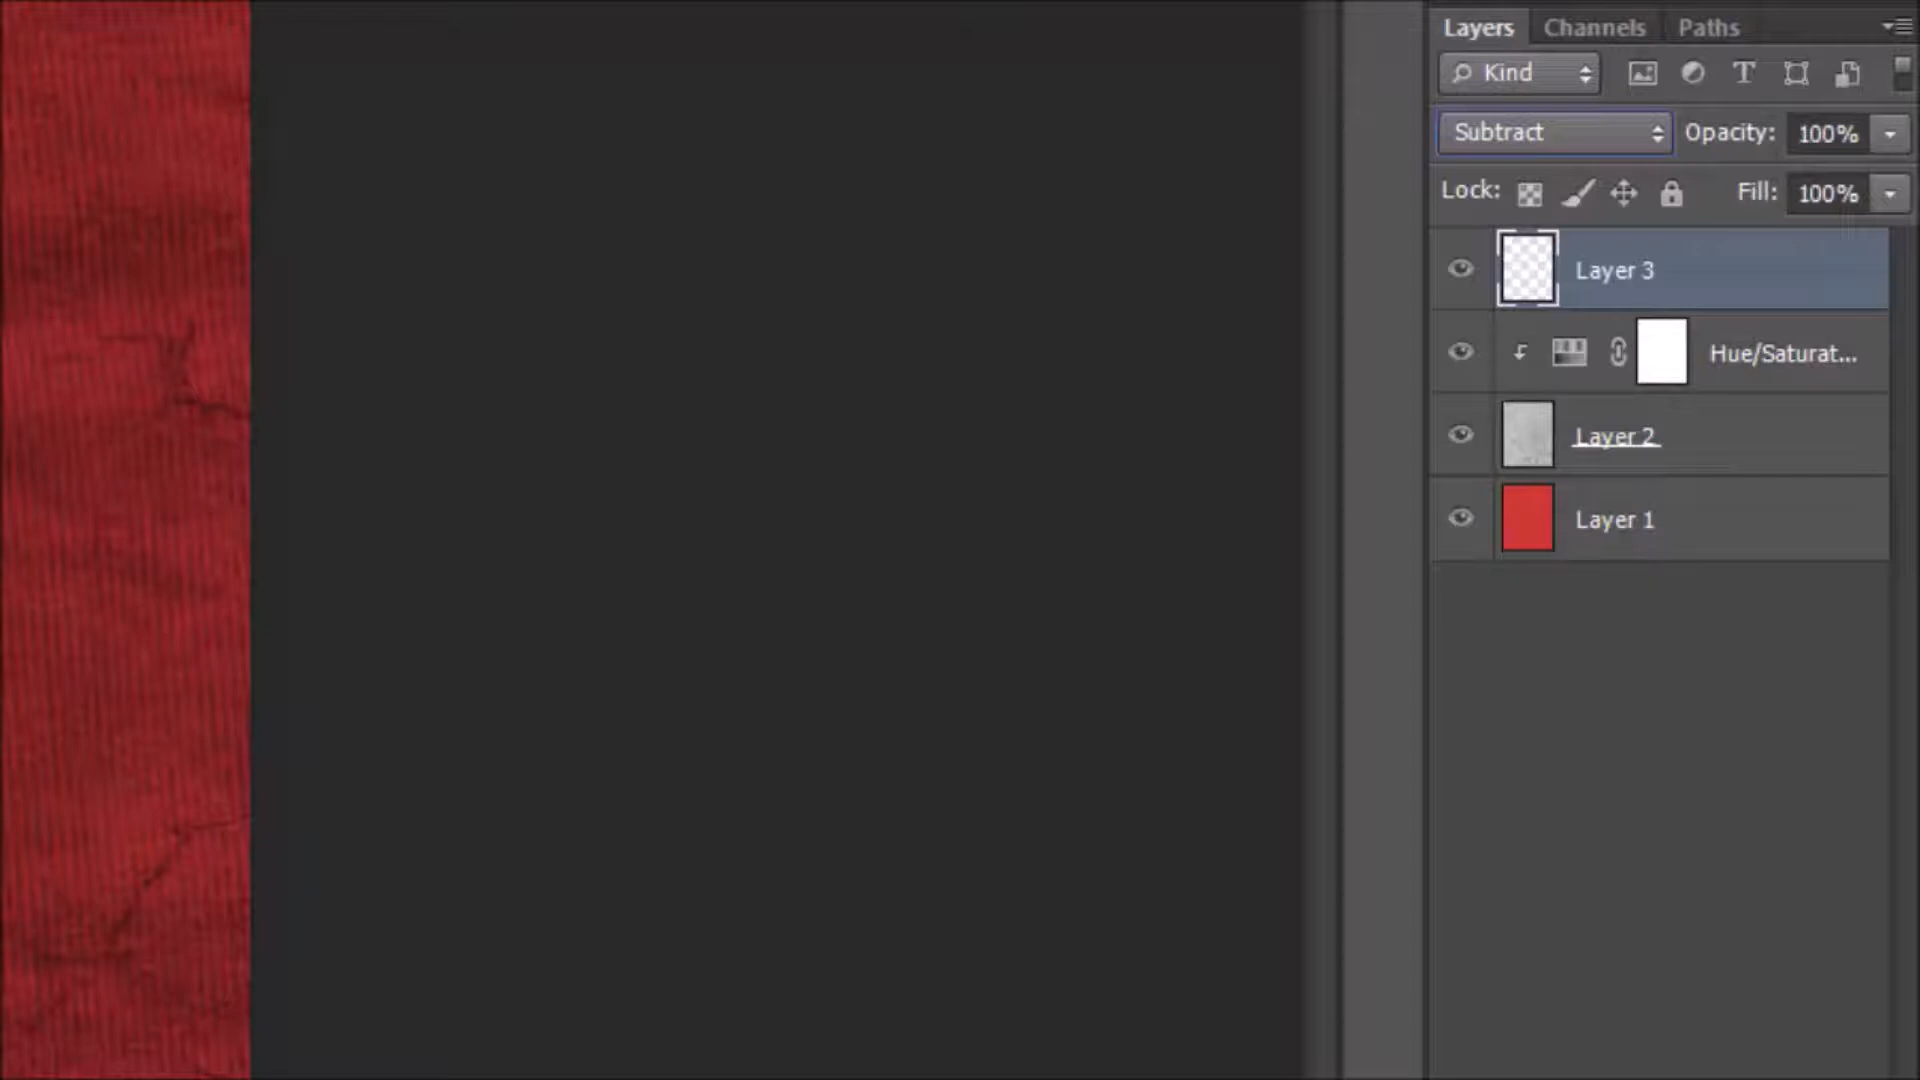 Layers Channels Paths
Kind
Subtract Opacity: 100%
Lock: Fill: 100%
Layer 3
Hue/Saturat...
Layer 2
Layer 1